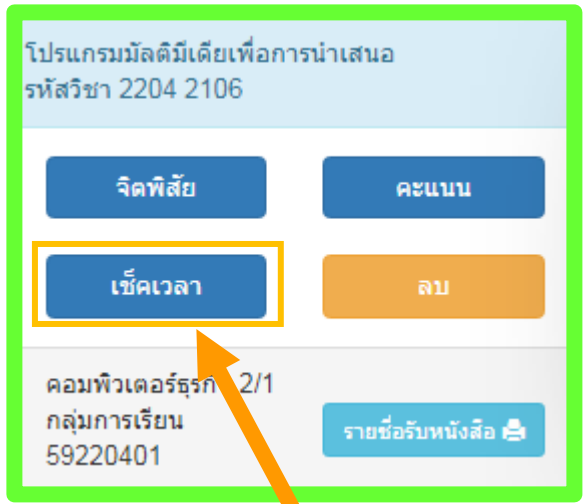 โปรแกรมมัลติมีเดียเพื่อการนำเสนอ
รหัสวิชา 2204 2106
จิตพิสัย
คะแนน
เช็คเวลา
ลบ
คอมพิวเตอร์ธุรกิ 2/1
กลุ่มการเรียน
59220401
รายชื่อรับหนังสือ